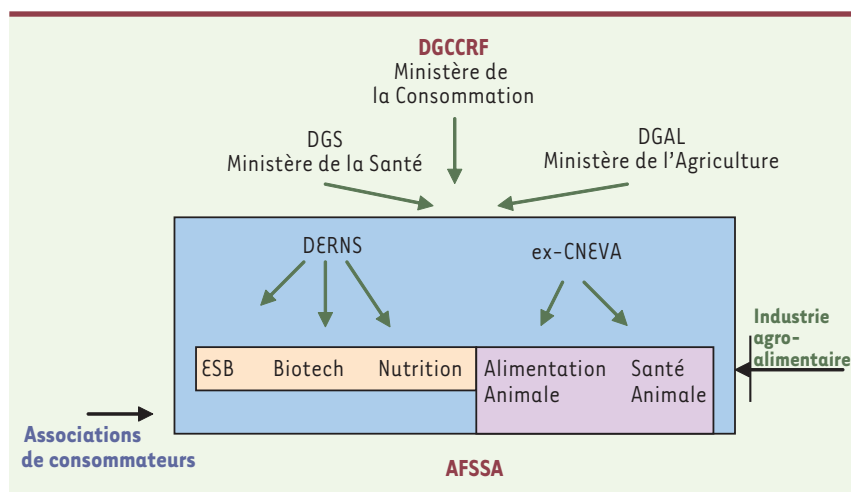 DGCCRF
Ministère de
la Consommation
DGS
Ministère de la Santé
DGAL
Ministère de l'Agriculture
DERNS
ex-CNEVA
Industrie
agro-
alimentaire
ESB
Biotech
Nutrition
Alimentation
Animale
Santé
Animale
Associations
de consommateurs
AFSSA